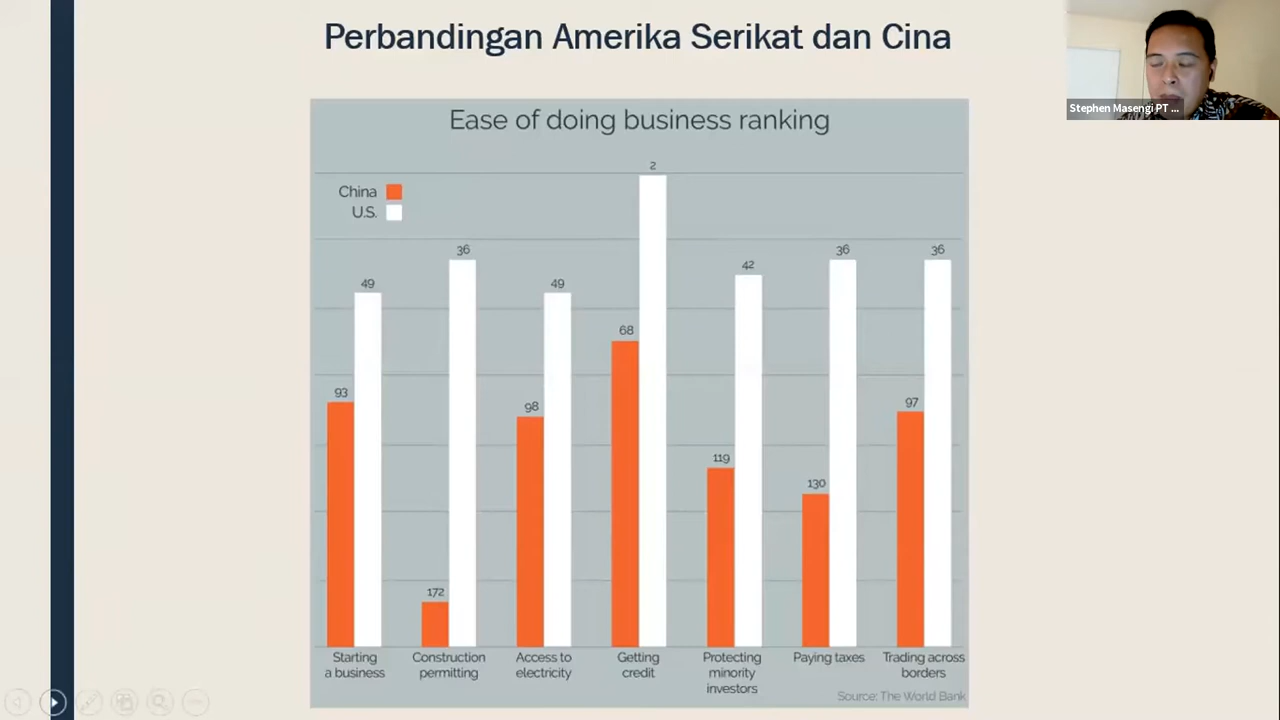 Perbandingan Amerika Serikat dan Cina
Stephen Masengi PT ...
Ease of doing business ranking
China
U.S.
93
49
172
36
98
49
68
2
119
42
130
36
97
36
Starting
a business
Construction
permitting
Access to
electricity
Getting
credit
Protecting
minority
investors
Paying taxes
Trading across
borders
Source: The World Bank